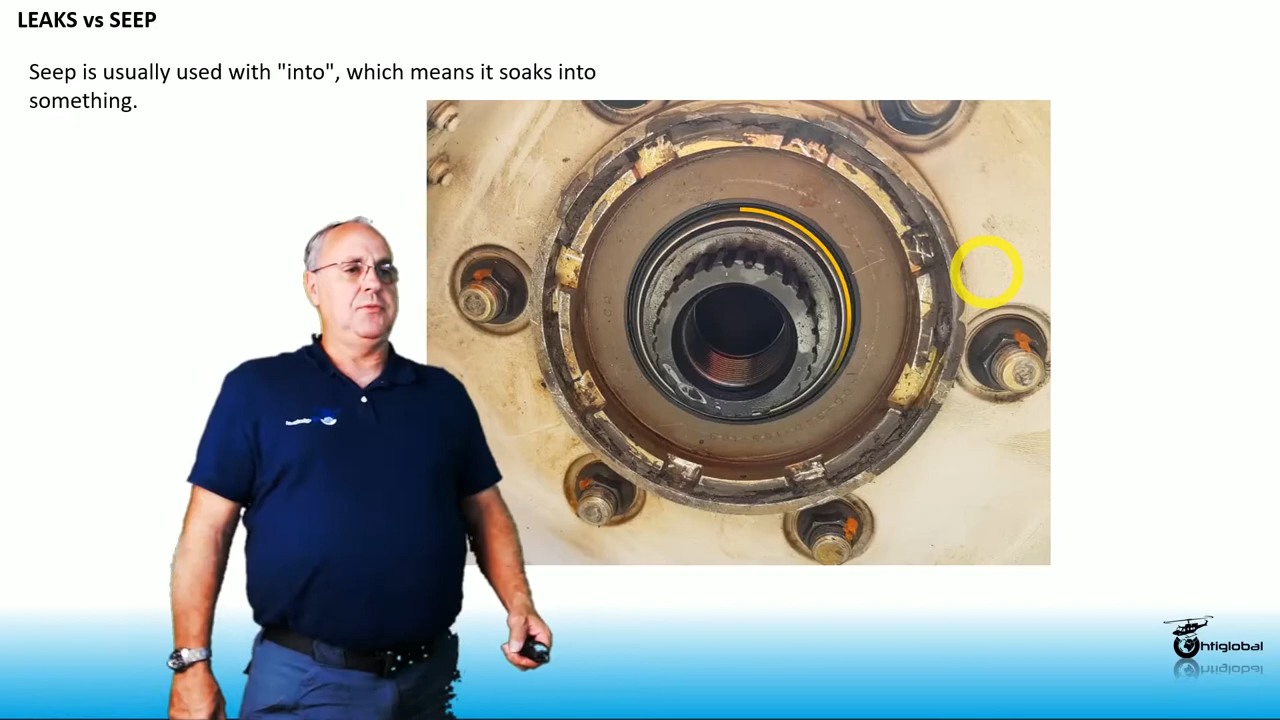 LEAKS vs SEEP
Seep is usually used with "into", which means it soaks into
something.
htiglobal